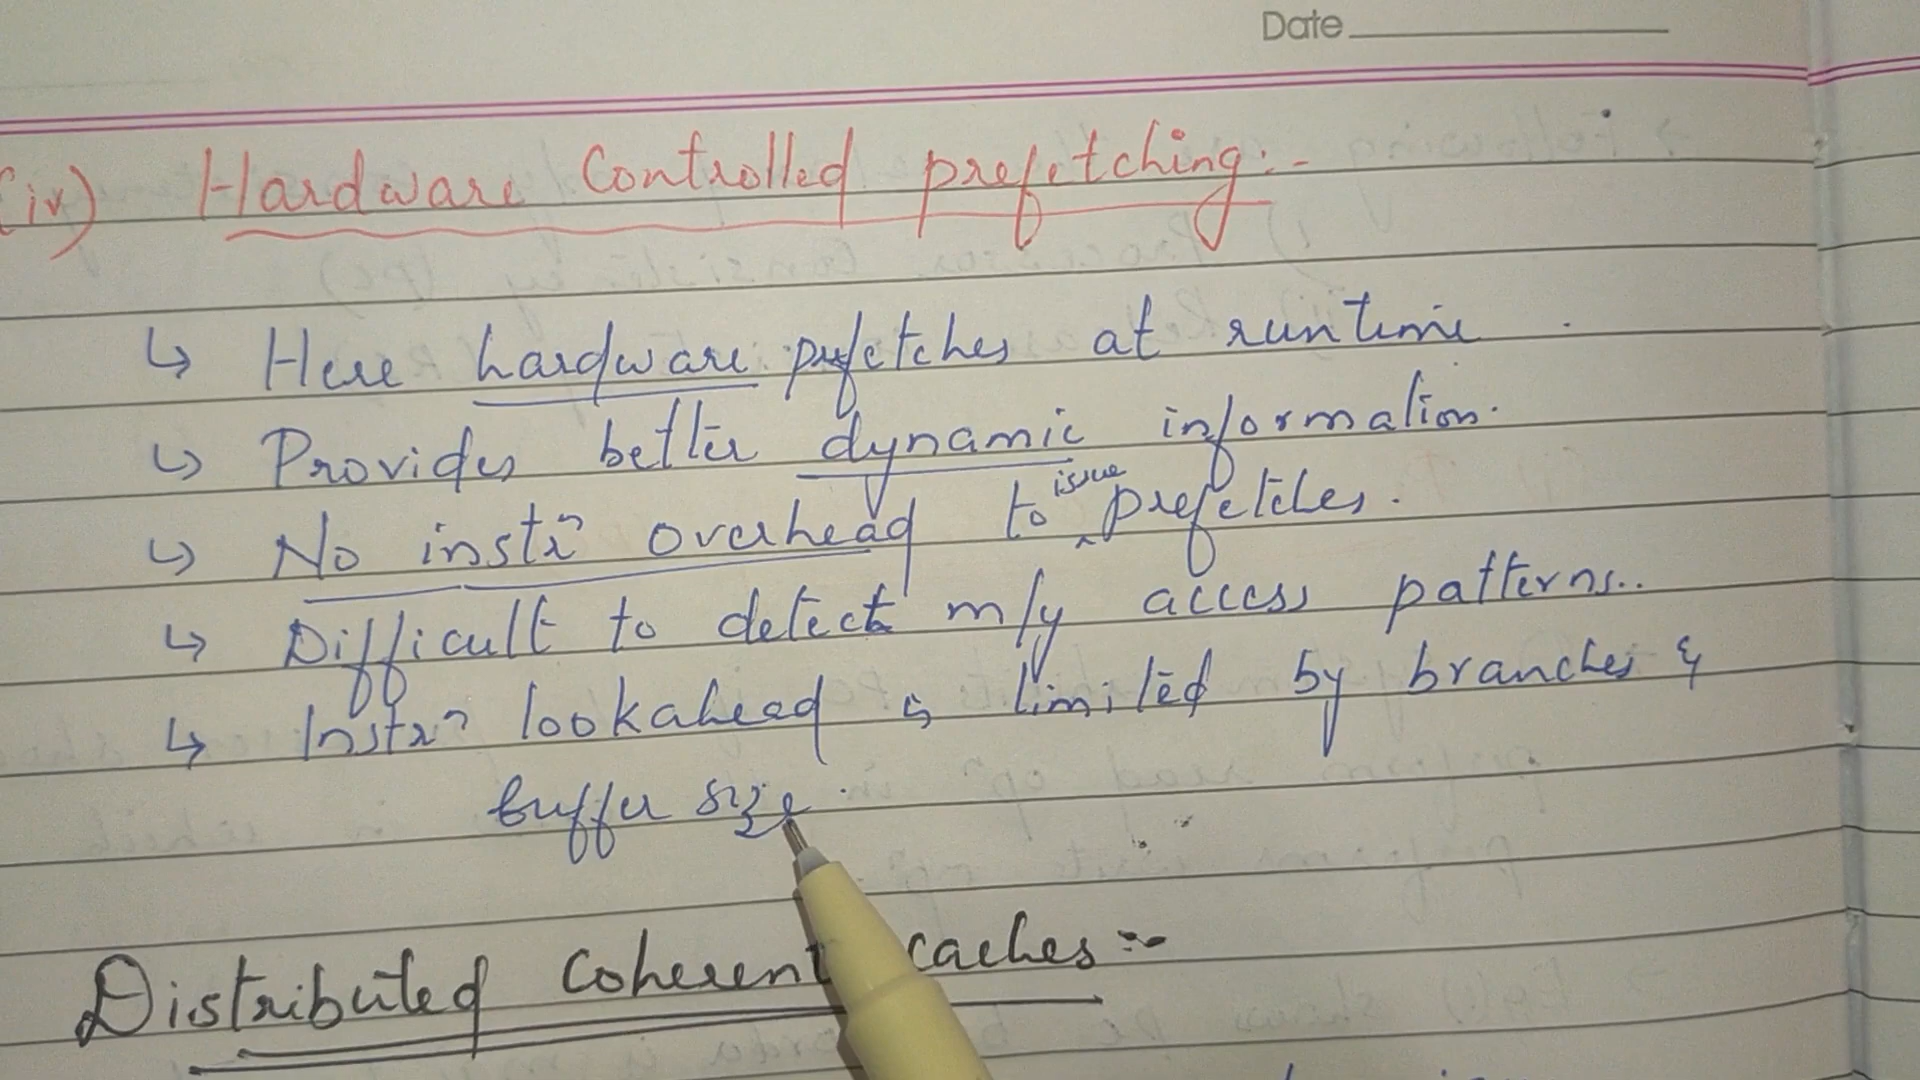 Date
(iv) Hardware Controlled prefetching:-
↳ Here hardware prefetches at runtime.
↳ Provides better dynamic information.
↳ No instrⁿ overhead to issue prefetches.
↳ Difficult to detect m/y access patterns..
↳ Instrⁿ lookahead is limited by branches &
buffer size.
Distributed Coherent caches:-